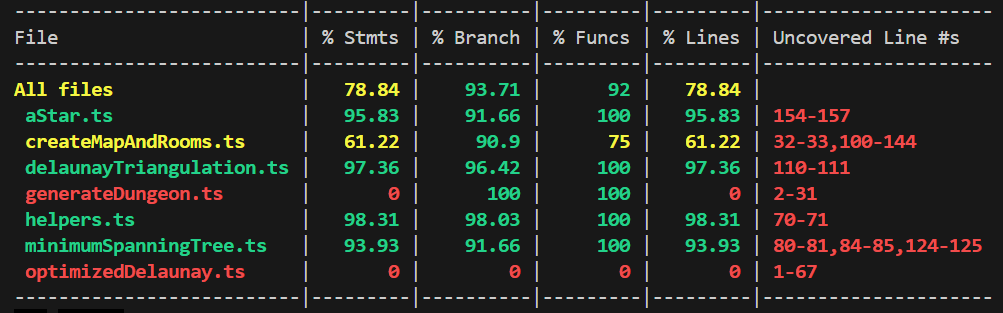 ---------------------------|---------|----------|---------|---------|---------------------
File                       | % Stmts | % Branch | % Funcs | % Lines | Uncovered Line #s
---------------------------|---------|----------|---------|---------|---------------------
All files                  |   78.84 |    93.71 |      92 |   78.84 |
 aStar.ts                  |   95.83 |    91.66 |     100 |   95.83 | 154-157
 createMapAndRooms.ts      |   61.22 |     90.9 |      75 |   61.22 | 32-33,100-144
 delaunayTriangulation.ts |   97.36 |    96.42 |     100 |   97.36 | 110-111
 generateDungeon.ts        |       0 |      100 |     100 |       0 | 2-31
 helpers.ts                |   98.31 |    98.03 |     100 |   98.31 | 70-71
 minimumSpanningTree.ts    |   93.93 |    91.66 |     100 |   93.93 | 80-81,84-85,124-125
 optimizedDelaunay.ts      |       0 |        0 |       0 |       0 | 1-67
---------------------------|---------|----------|---------|---------|---------------------